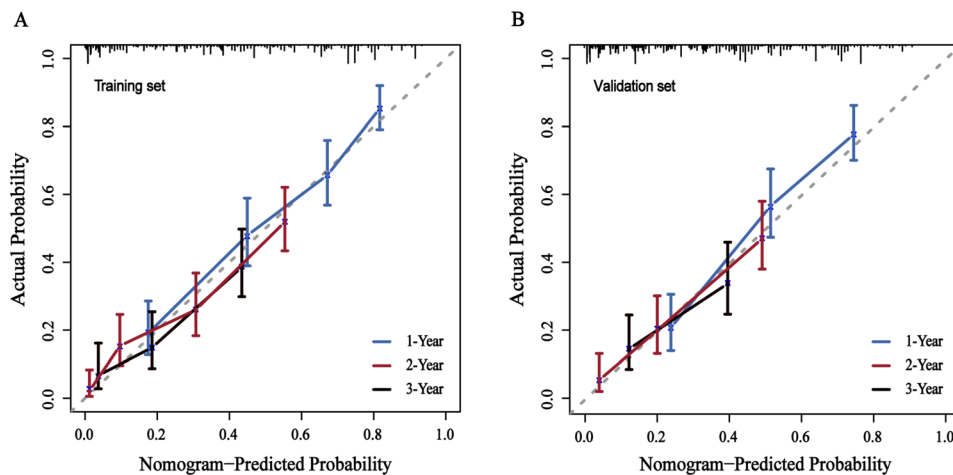 A
Training set
Actual Probability
1.0
0.8
0.6
0.4
0.2
0.0
1-Year
2-Year
3-Year
0.0 0.2 0.4 0.6 0.8 1.0
Nomogram−Predicted Probability
B
Validation set
Actual Probability
1.0
0.8
0.6
0.4
0.2
0.0
1-Year
2-Year
3-Year
0.0 0.2 0.4 0.6 0.8 1.0
Nomogram−Predicted Probability